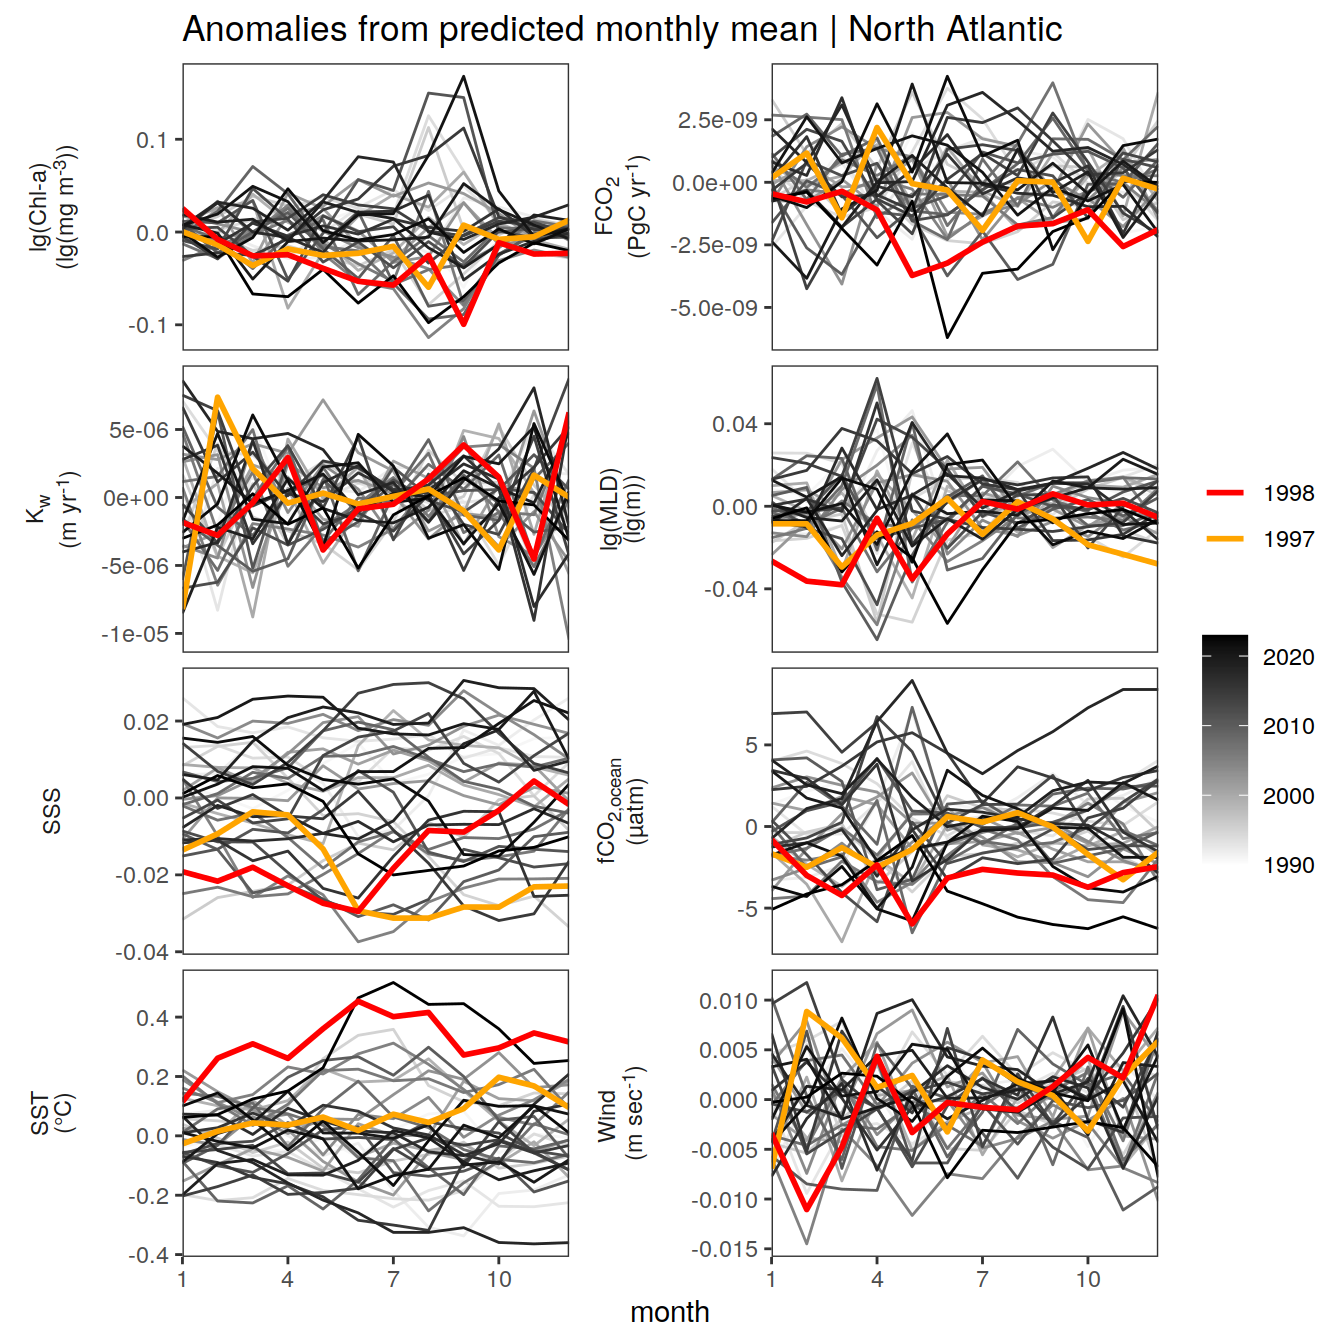 Anomalies from predicted monthly mean | North Atlantic
lg(Chl-a)
(lg(mg m⁻³))
0.1
0.0
-0.1
FCO₂
(PgC yr⁻¹)
2.5e-09
0.0e+00
-2.5e-09
-5.0e-09
K_w
(m yr⁻¹)
5e-06
0e+00
-5e-06
-1e-05
lg(MLD)
(lg(m))
0.04
0.00
-0.04
SSS
0.02
0.00
-0.02
-0.04
fCO₂,ocean
(µatm)
5
0
-5
SST
(°C)
0.4
0.2
0.0
-0.2
-0.4
Wind
(m sec⁻¹)
0.010
0.005
0.000
-0.005
-0.010
-0.015
1 4 7 10
1 4 7 10
month
1998
1997
2020
2010
2000
1990